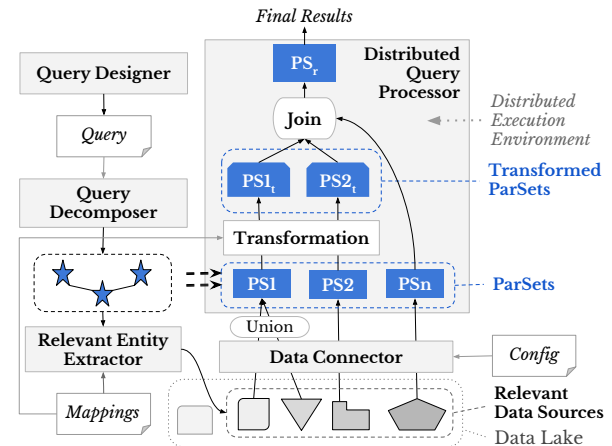 Final Results
Query Designer
Query
Query
Decomposer
Relevant Entity
Extractor
Mappings
PSr
Distributed
Query
Processor
Join
Distributed
Execution
Environment
PS1t
PS2t
Transformed
ParSets
Transformation
PS1
PS2
PSn
ParSets
Union
Data Connector
Config
Relevant
Data Sources
Data Lake